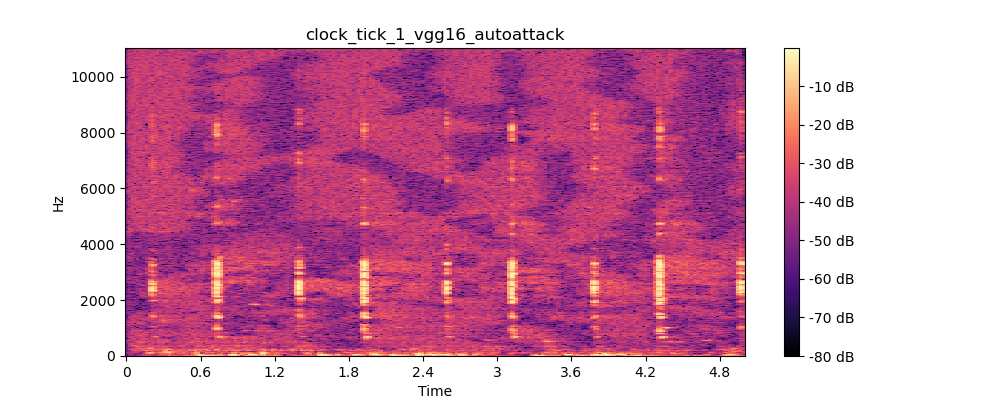 clock_tick_1_vgg16_autoattack
10000
8000
6000
4000
2000
0
Hz
0 0.6 1.2 1.8 2.4 3 3.6 4.2 4.8
Time
-10 dB
-20 dB
-30 dB
-40 dB
-50 dB
-60 dB
-70 dB
-80 dB